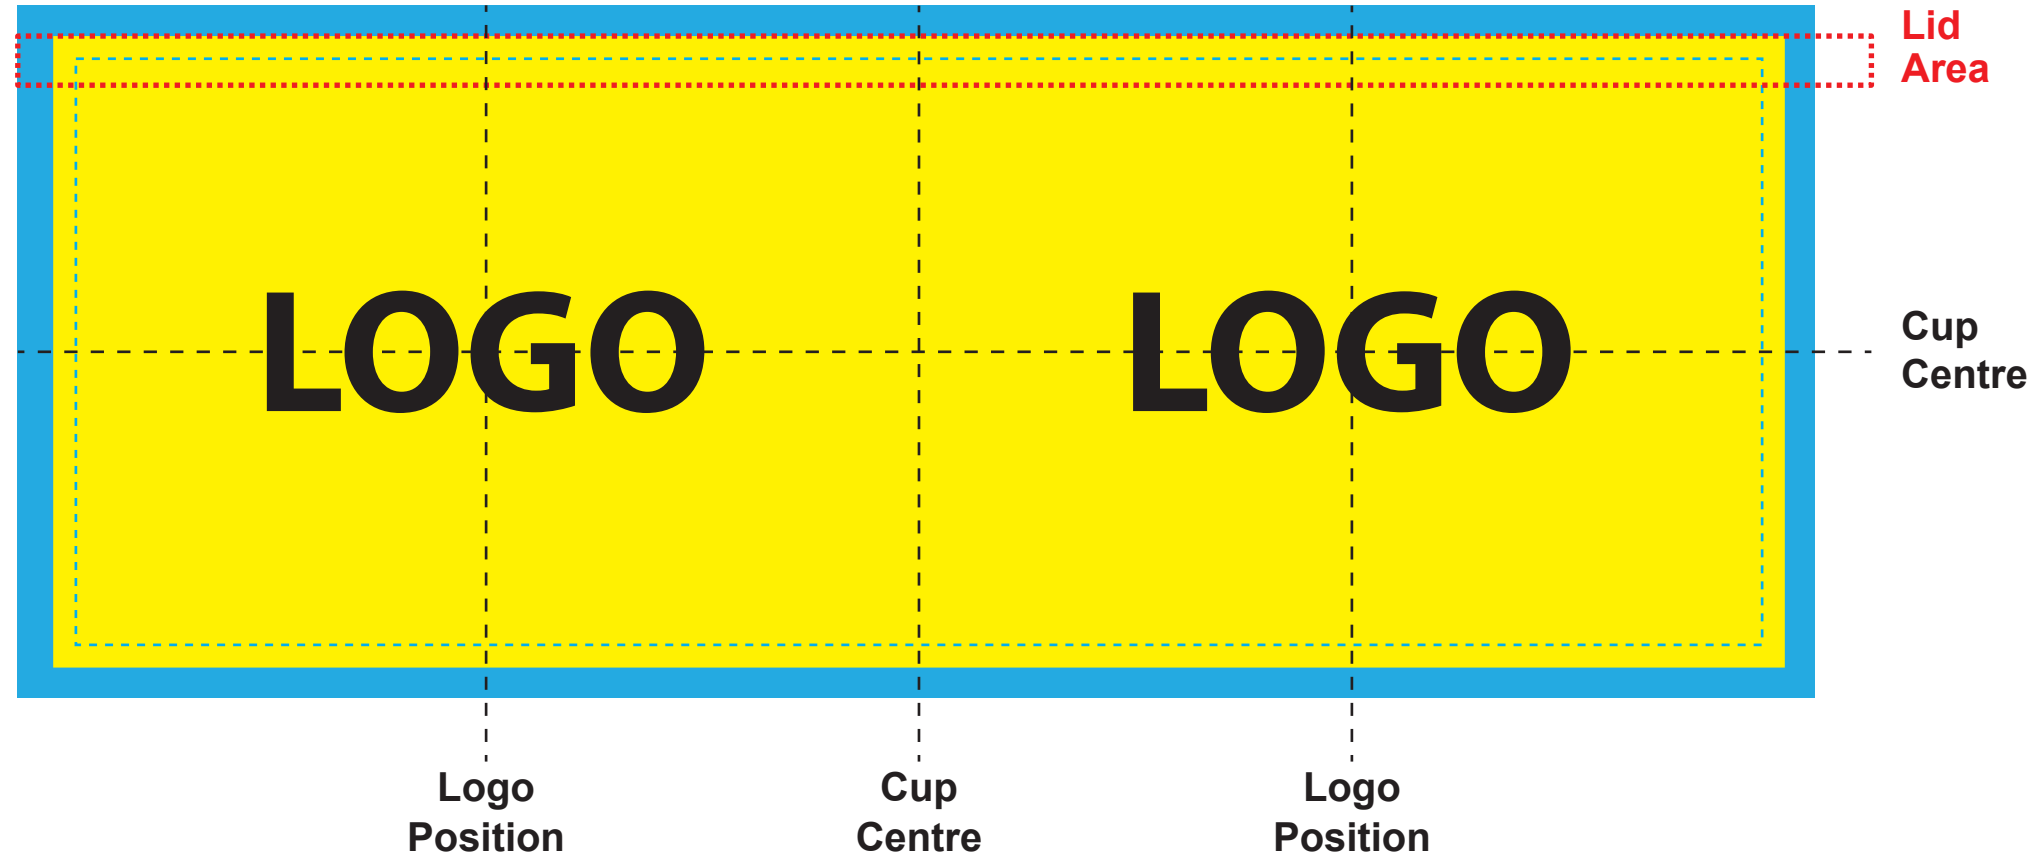 Lid
Area
LOGO
LOGO
Cup
Centre
Logo
Position
Cup
Centre
Logo
Position